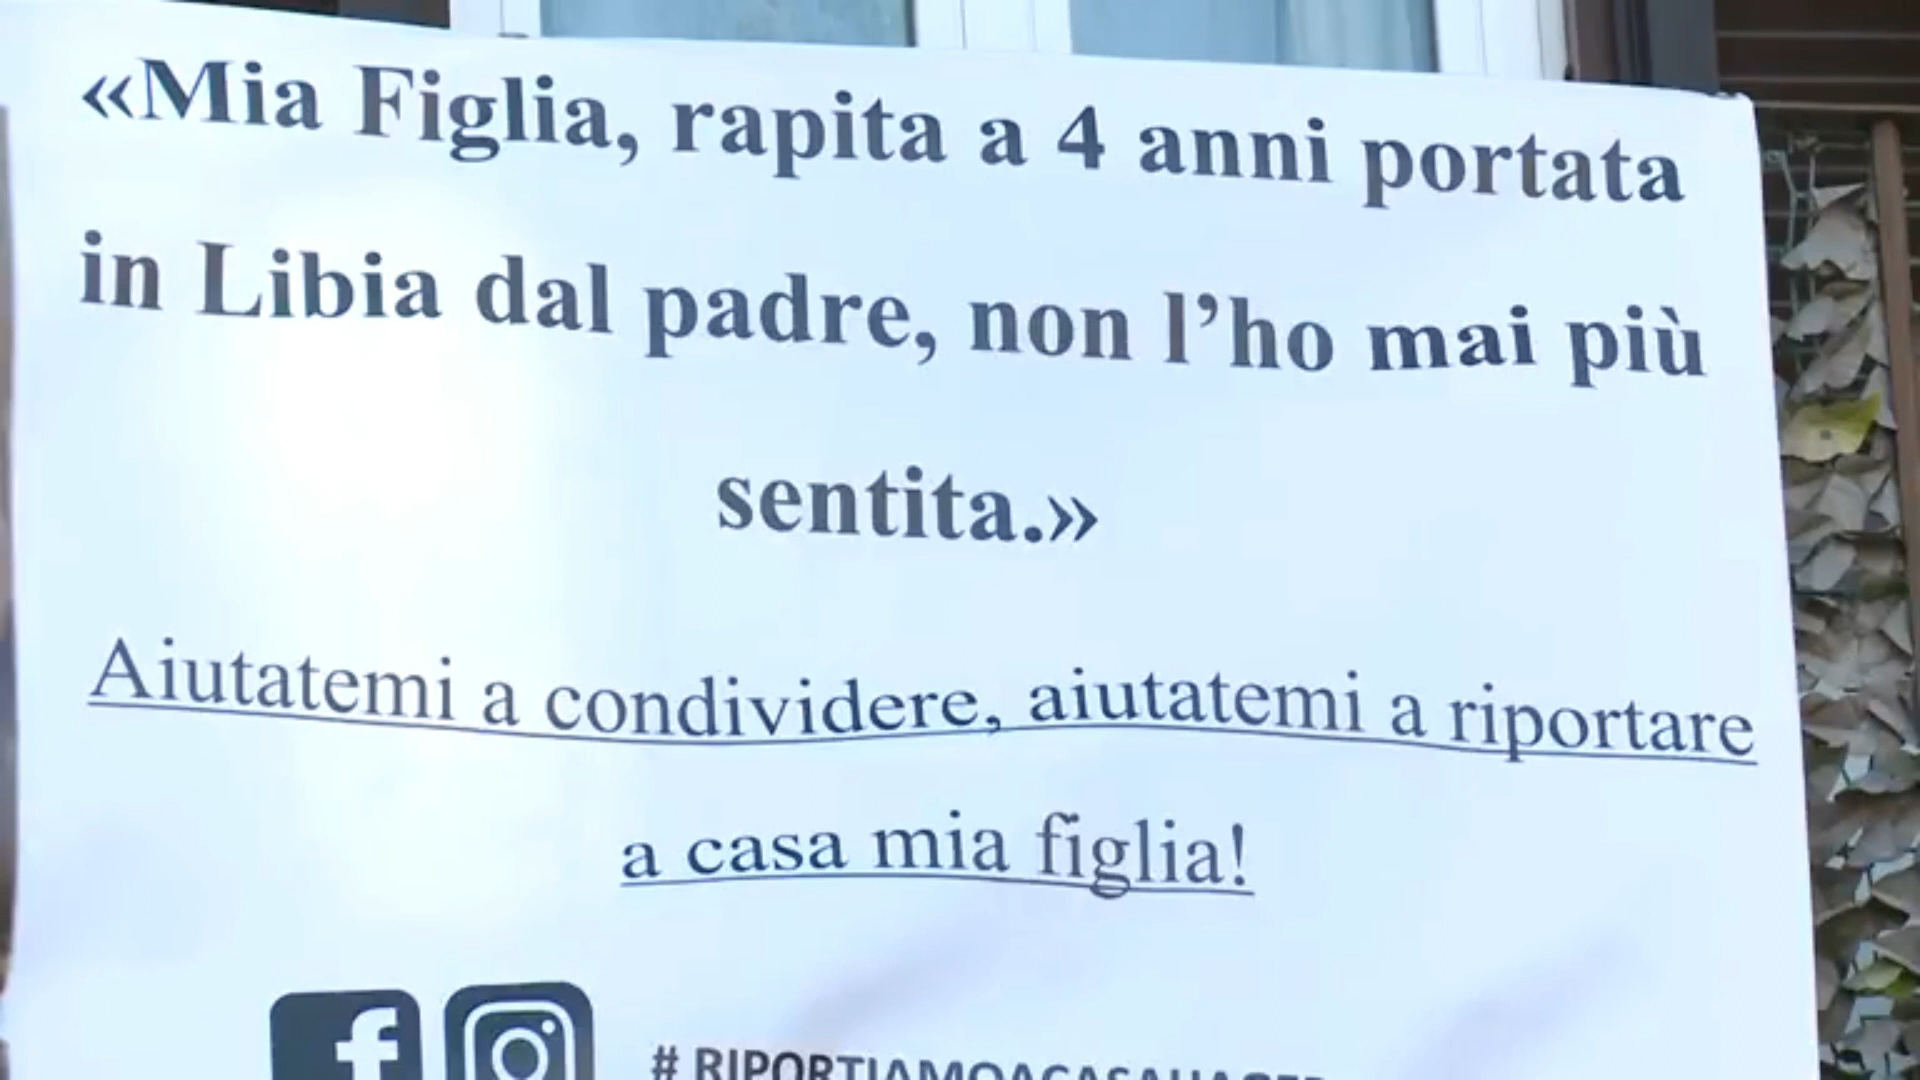 «Mia Figlia, rapita a 4 anni portata
in Libia dal padre, non l’ho mai più
sentita.»
Aiutatemi a condividere, aiutatemi a riportare
a casa mia figlia!